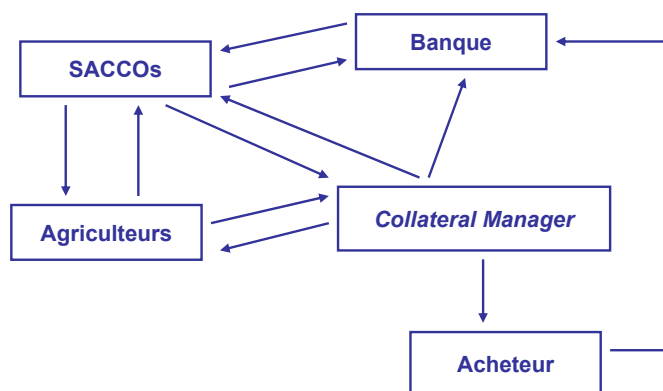 Banque
SACCOs
Collateral Manager
Agriculteurs
Acheteur